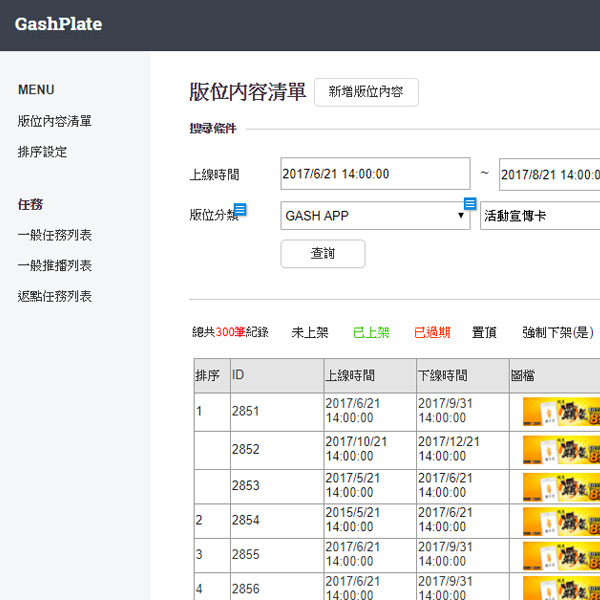 GashPlate
MENU
版位內容清單
排序設定
任務
一般任務列表
一般推播列表
返點任務列表
版位內容清單 新增版位內容
搜尋條件
上線時間 2017/6/21 14:00:00 ~ 2017/8/21 14:00:0
版位分類 GASH APP ▼ 活動宣傳卡
查詢
總共300筆紀錄 未上架 已上架 已過期 置頂 強制下架(是)
排序 ID 上線時間 下線時間 圖檔
1 2851 2017/6/21 14:00:00 2017/9/31 14:00:00
2852 2017/10/21 14:00:00 2017/12/21 14:00:00
2853 2017/5/21 14:00:00 2017/6/21 14:00:00
2 2854 2015/5/21 14:00:00 2017/6/21 14:00:00
3 2855 2017/6/21 14:00:00 2017/9/31 14:00:00
4 2856 2017/6/21 14:00:00 2017/9/31 14:00:00